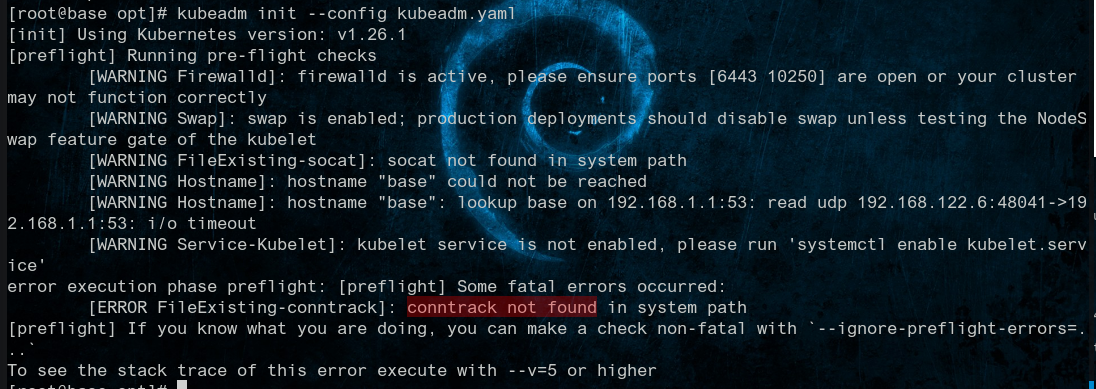 [root@base opt]# kubeadm init --config kubeadm.yaml
[init] Using Kubernetes version: v1.26.1
[preflight] Running pre-flight checks
        [WARNING Firewalld]: firewalld is active, please ensure ports [6443 10250] are open or your cluster
may not function correctly
        [WARNING Swap]: swap is enabled; production deployments should disable swap unless testing the NodeS
wap feature gate of the kubelet
        [WARNING FileExisting-socat]: socat not found in system path
        [WARNING Hostname]: hostname "base" could not be reached
        [WARNING Hostname]: hostname "base": lookup base on 192.168.1.1:53: read udp 192.168.122.6:48041->19
2.168.1.1:53: i/o timeout
        [WARNING Service-Kubelet]: kubelet service is not enabled, please run 'systemctl enable kubelet.serv
ice'
error execution phase preflight: [preflight] Some fatal errors occurred:
        [ERROR FileExisting-conntrack]: conntrack not found in system path
[preflight] If you know what you are doing, you can make a check non-fatal with `--ignore-preflight-errors=.
..`
To see the stack trace of this error execute with --v=5 or higher
[root@base opt]#